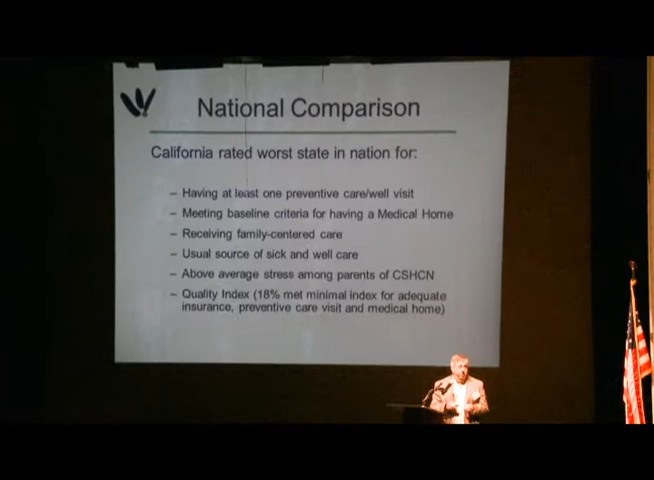 National Comparison
California rated worst state in nation for:
– Having at least one preventive care/well visit
– Meeting baseline criteria for having a Medical Home
– Receiving family-centered care
– Usual source of sick and well care
– Above average stress among parents of CSHCN
– Quality Index (18% met minimal index for adequate
insurance, preventive care visit and medical home)